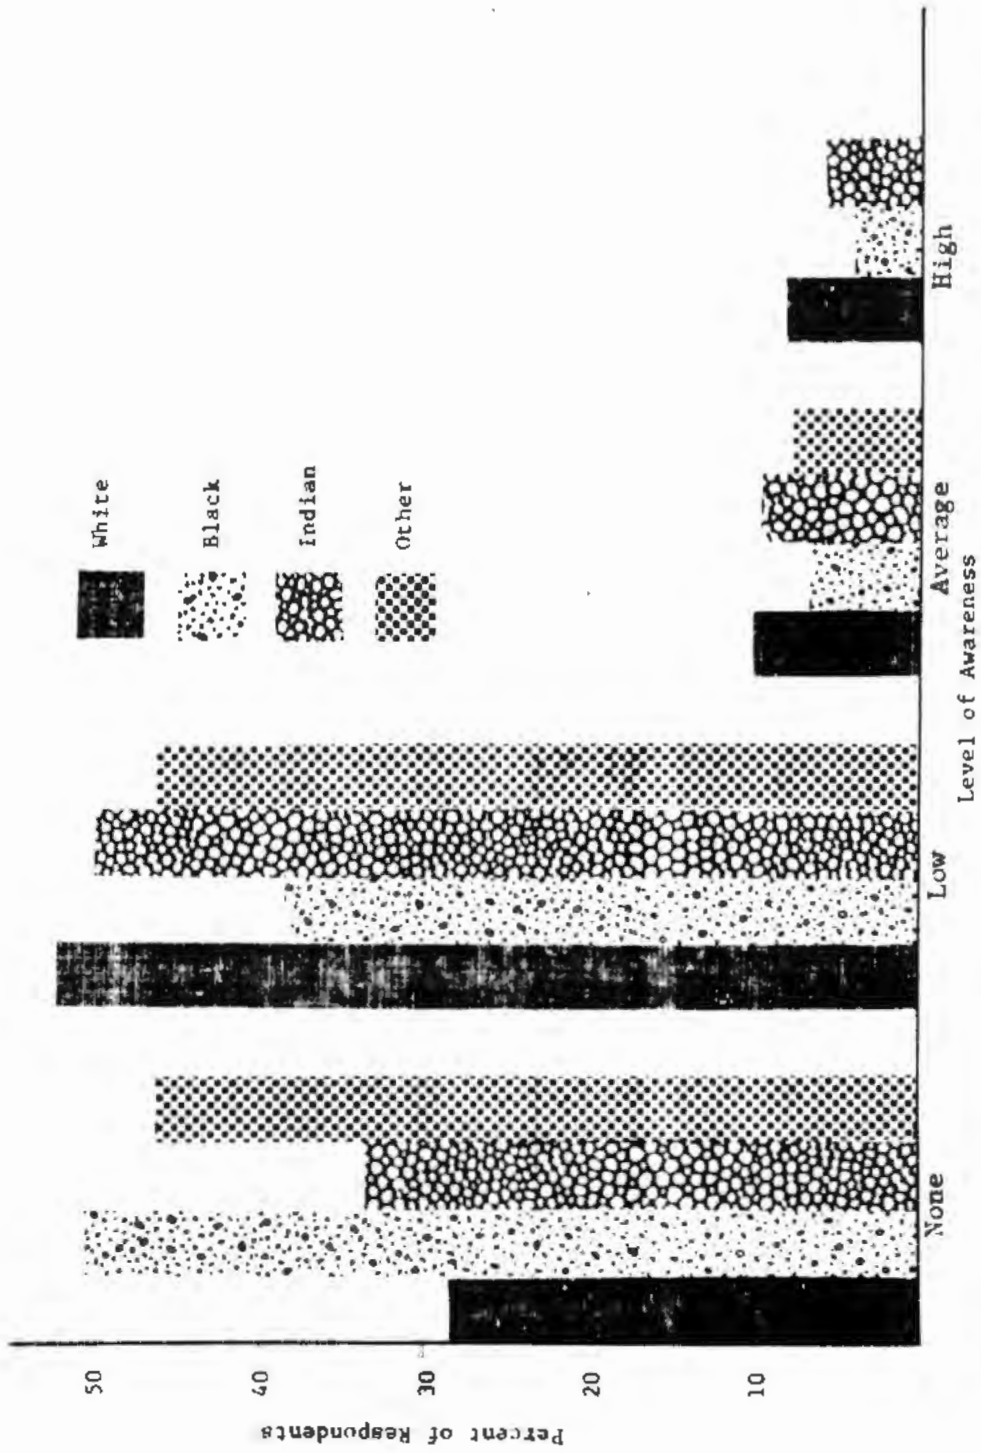 White
Black
Indian
Other
50
40
30
20
10
Percent of Respondents
None
Low
Average
High
Level of Awareness